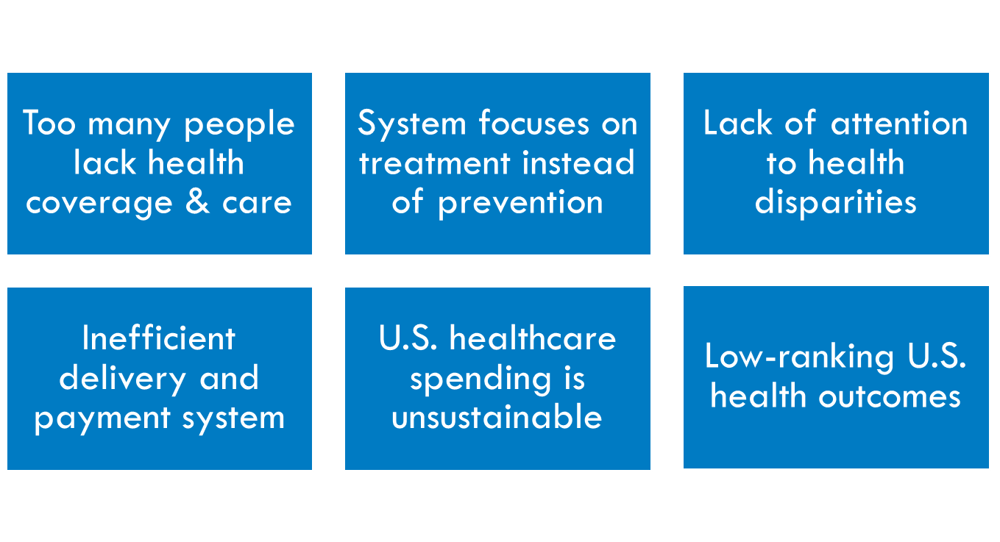 Too many people
lack health
coverage & care
System focuses on
treatment instead
of prevention
Lack of attention
to health
disparities
Inefficient
delivery and
payment system
U.S. healthcare
spending is
unsustainable
Low-ranking U.S.
health outcomes